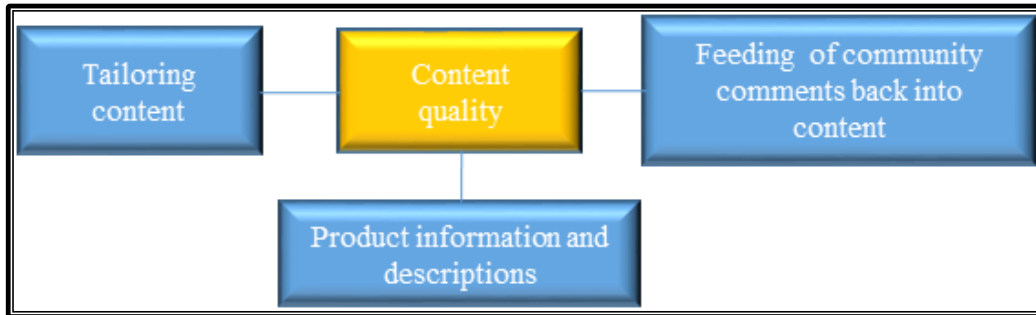 Tailoring
content
Content
quality
Feeding of community
comments back into
content
Product information and
descriptions